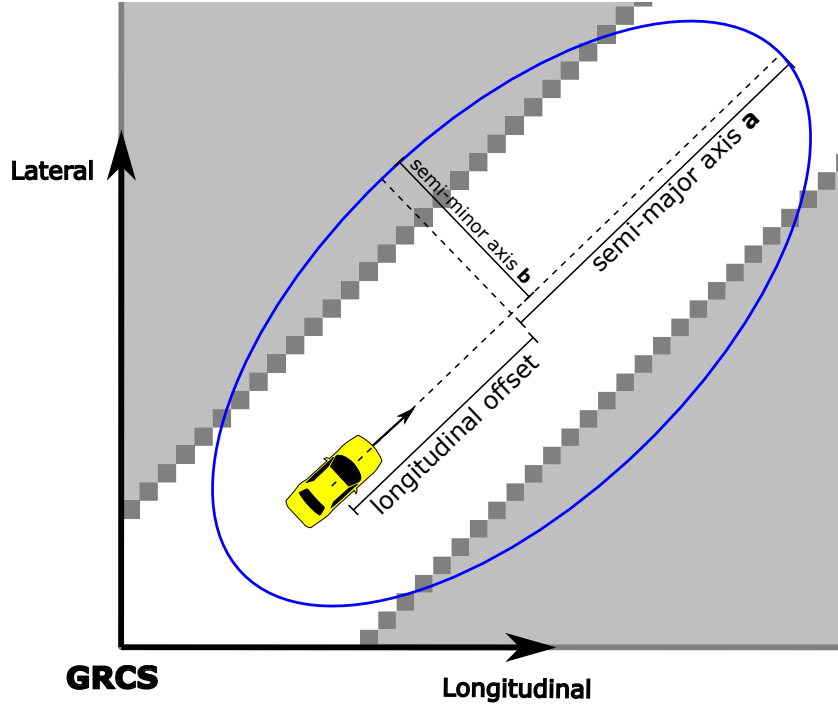 Lateral
semi-minor axis b
semi-major axis a
longitudinal offset
GRCS
Longitudinal